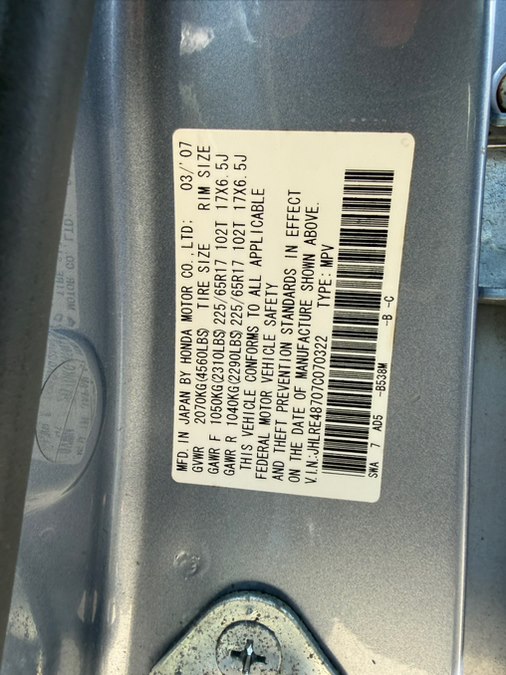 MFD. IN JAPAN BY HONDA MOTOR CO., LTD; 03/'07
GVWR 2070KG(4560LBS) TIRE SIZE RIM SIZE
GAWR F 1050KG(2310LBS) 225/65R17 102T 17X6.5J
GAWR R 1040KG(2290LBS) 225/65R17 102T 17X6.5J
THIS VEHICLE CONFORMS TO ALL APPLICABLE
FEDERAL MOTOR VEHICLE SAFETY
AND THEFT PREVENTION STANDARDS IN EFFECT
ON THE DATE OF MANUFACTURE SHOWN ABOVE.
V.I.N.:JHLRE48707C070322 TYPE: MPV
SWA 7 AD5 -B538M -B -C